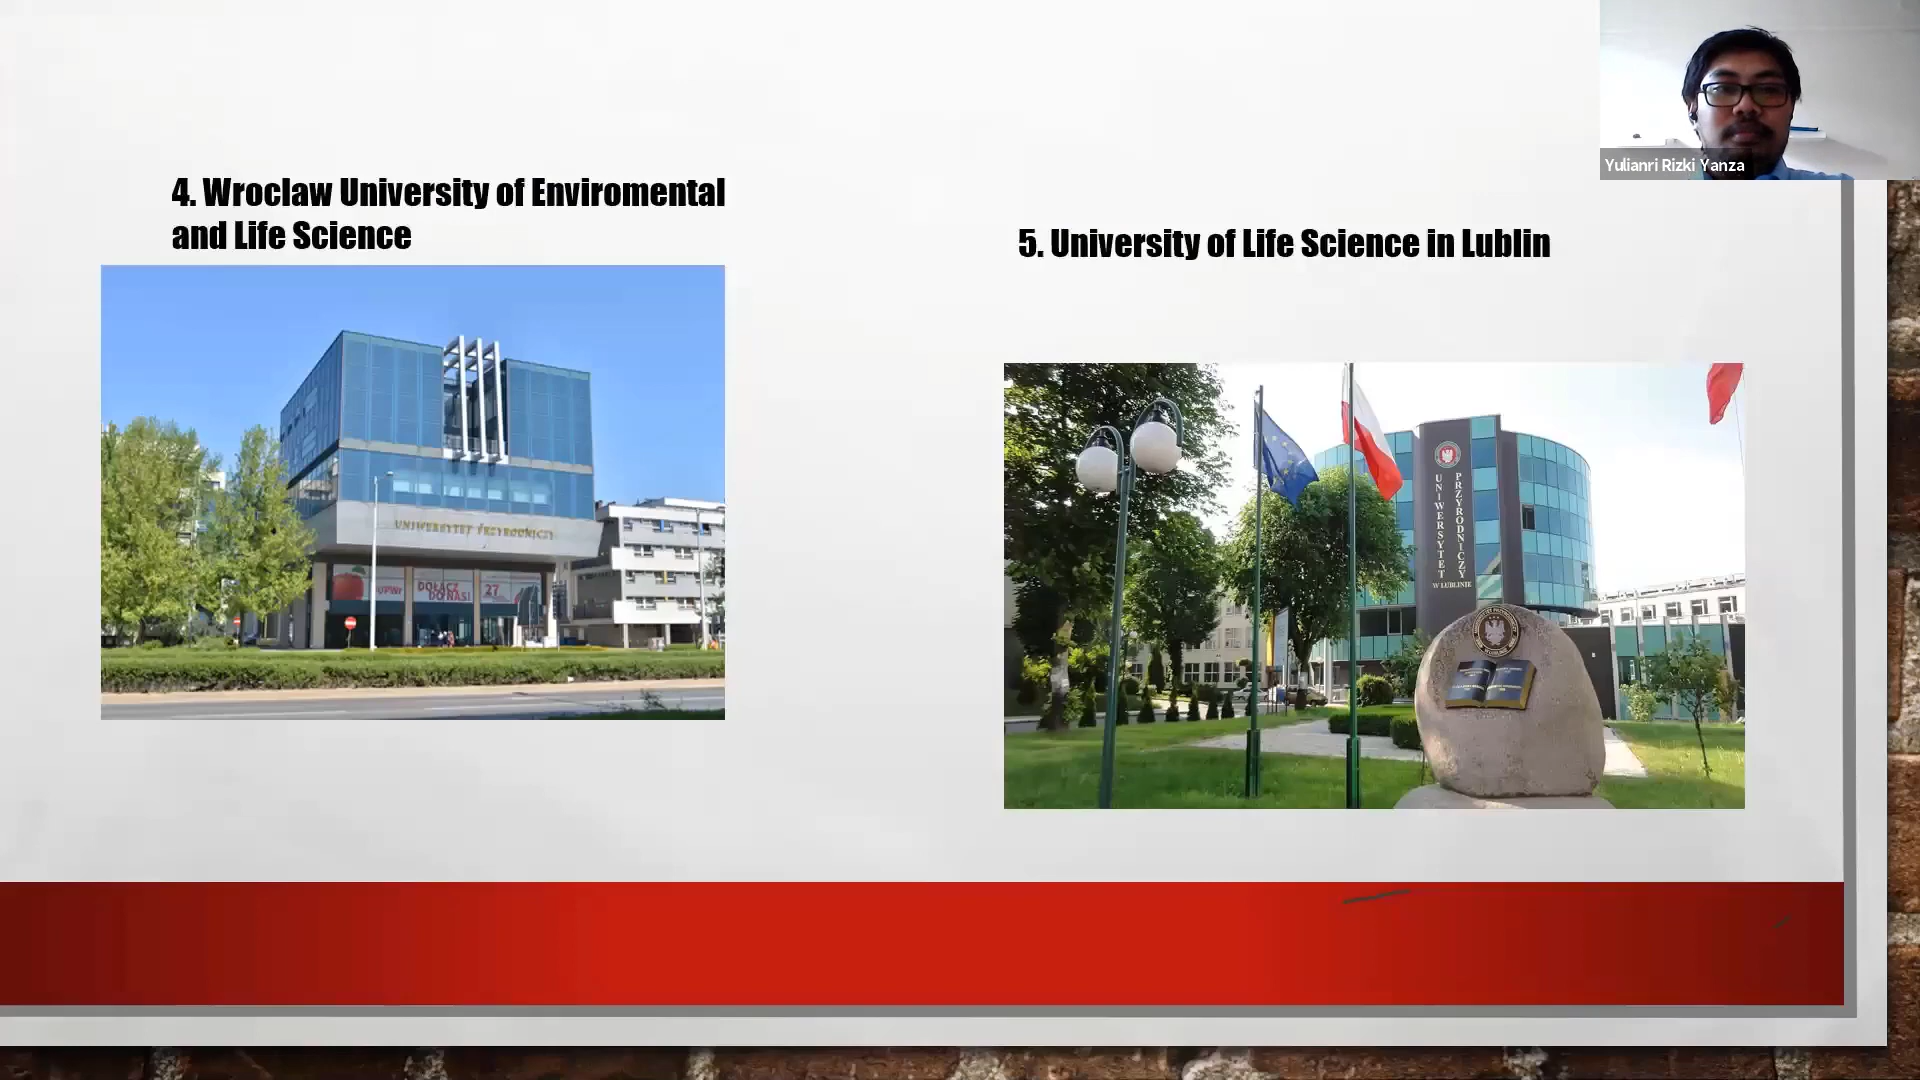 Yulianri Rizki Yanza
4. Wroclaw University of Enviromental
and Life Science
5. University of Life Science in Lublin
UNIWERSYTET PRZYRODNICZY
DOŁĄCZ
DO NAS!
27
UNIWERSYTET
PRZYRODNICZY
W LUBLINIE